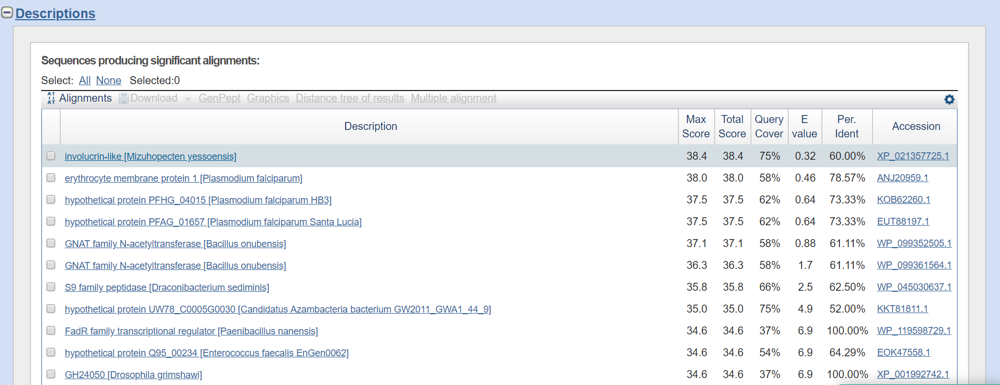 Descriptions
Sequences producing significant alignments:
Select: All None Selected:0
Alignments Download GenPept Graphics Distance tree of results Multiple alignment
Description Max Score Total Score Query Cover E value Per. Ident Accession
involucrin-like [Mizuhopecten yessoensis] 38.4 38.4 75% 0.32 60.00% XP_021357725.1
erythrocyte membrane protein 1 [Plasmodium falciparum] 38.0 38.0 58% 0.46 78.57% ANJ20959.1
hypothetical protein PFHG_04015 [Plasmodium falciparum HB3] 37.5 37.5 62% 0.64 73.33% KOB62260.1
hypothetical protein PFAG_01657 [Plasmodium falciparum Santa Lucia] 37.5 37.5 62% 0.64 73.33% EUT88197.1
GNAT family N-acetyltransferase [Bacillus onubensis] 37.1 37.1 58% 0.88 61.11% WP_099352505.1
GNAT family N-acetyltransferase [Bacillus onubensis] 36.3 36.3 58% 1.7 61.11% WP_099361564.1
S9 family peptidase [Draconibacterium sediminis] 35.8 35.8 66% 2.5 62.50% WP_045030637.1
hypothetical protein UW78_C0005G0030 [Candidatus Azambacteria bacterium GW2011_GWA1_44_9] 35.0 35.0 75% 4.9 52.00% KKT81811.1
FadR family transcriptional regulator [Paenibacillus nanensis] 34.6 34.6 37% 6.9 100.00% WP_119598729.1
hypothetical protein Q95_00234 [Enterococcus faecalis EnGen0062] 34.6 34.6 54% 6.9 64.29% EOK47558.1
GH24050 [Drosophila grimshawi] 34.6 34.6 37% 6.9 100.00% XP_001992742.1